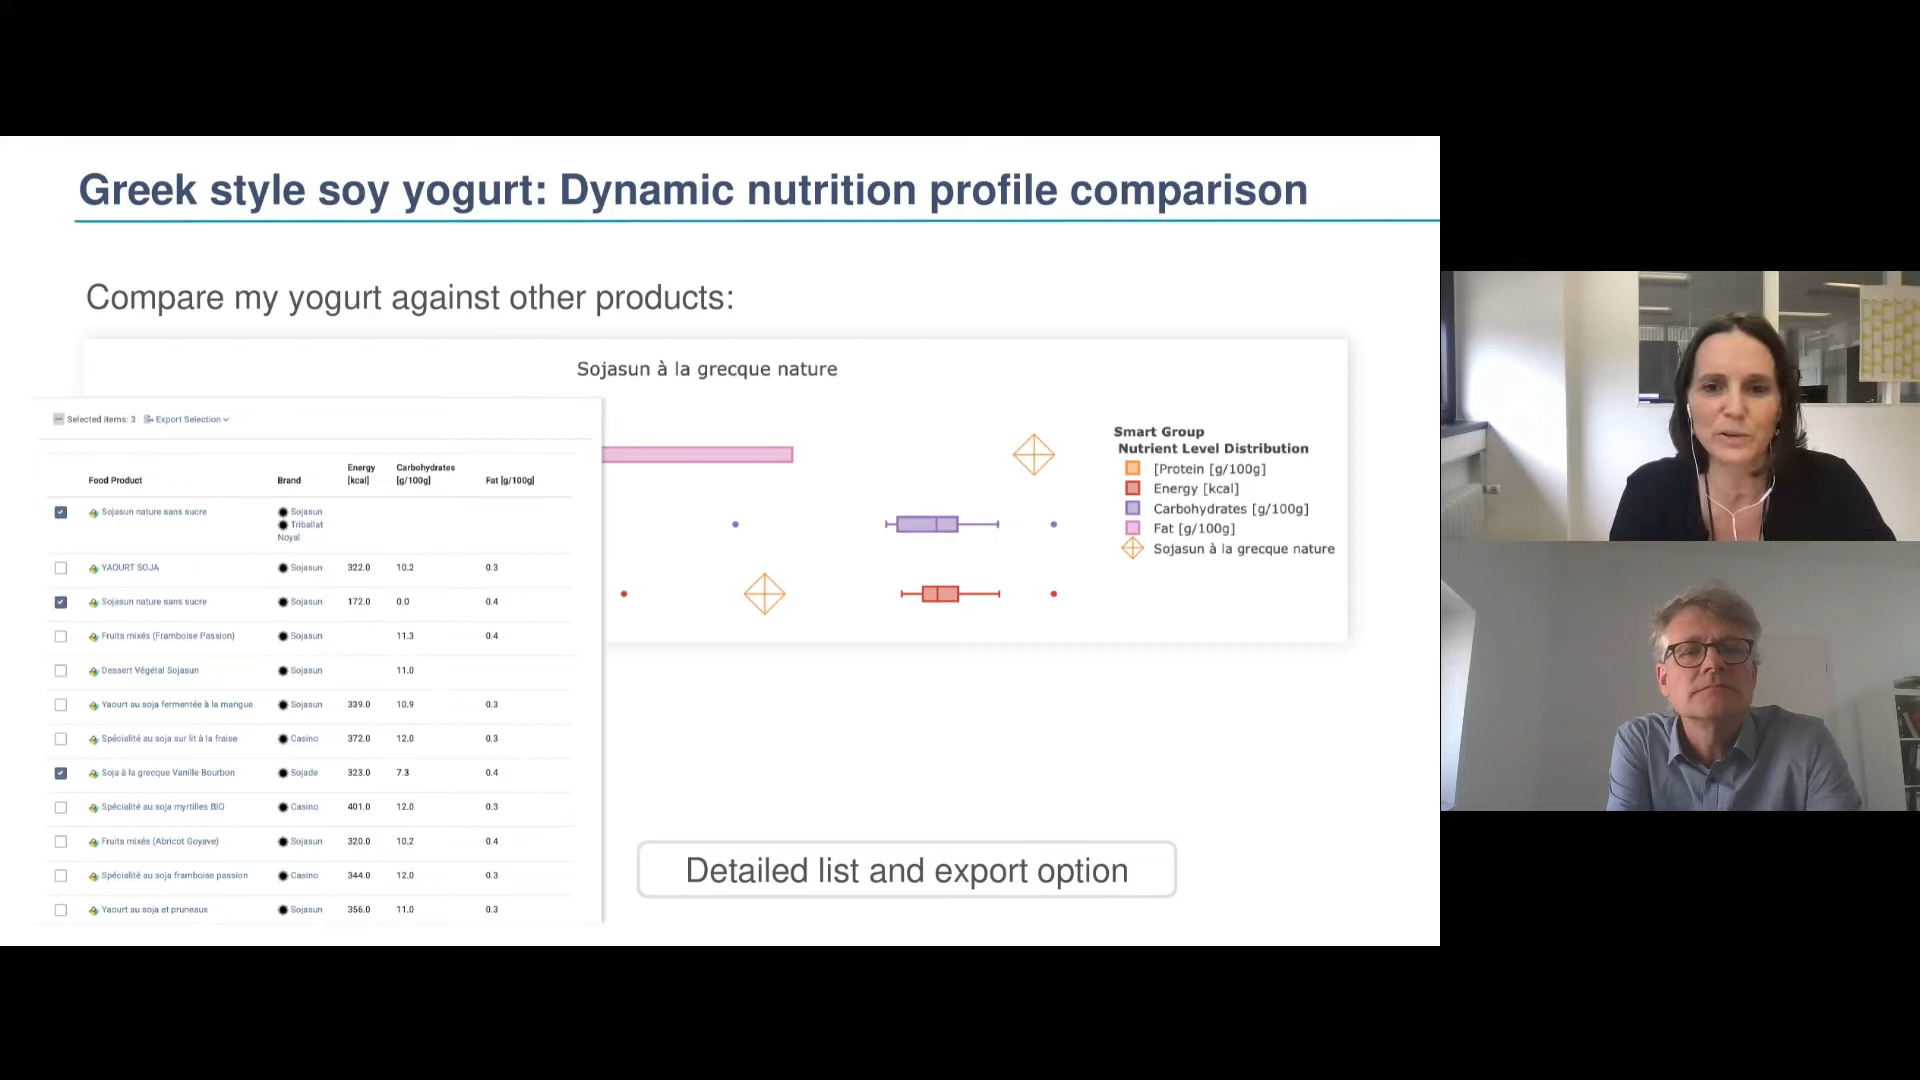 Greek style soy yogurt: Dynamic nutrition profile comparison
Compare my yogurt against other products:
Sojasun à la grecque nature
Smart Group
Nutrient Level Distribution
[Protein [g/100g]
Energy [kcal]
Carbohydrates [g/100g]
Fat [g/100g]
Sojasun à la grecque nature
Selected items: 3 Export Selection
Food Product Brand Energy [kcal] Carbohydrates [g/100g] Fat [g/100g]
Sojasun nature sans sucre Sojasun
Triballat
Noyal
YAOURT SOJA Sojasun 322.0 10.2 0.3
Sojasun nature sans sucre Sojasun 172.0 0.0 0.4
Fruits mixés (Framboise Passion) Sojasun 11.3 0.4
Dessert Végétal Sojasun Sojasun 11.0
Yaourt au soja fermentée à la mangue Sojasun 339.0 10.9 0.3
Spécialité au soja sur lit à la fraise Casino 372.0 12.0 0.3
Soja à la grecque Vanille Bourbon Sojade 323.0 7.3 0.4
Spécialité au soja myrtilles BIO Casino 401.0 12.0 0.3
Fruits mixés (Abricot Goyave) Sojasun 320.0 10.2 0.4
Spécialité au soja framboise passion Casino 344.0 12.0 0.3
Yaourt au soja et pruneaux Sojasun 356.0 11.0 0.3
Detailed list and export option